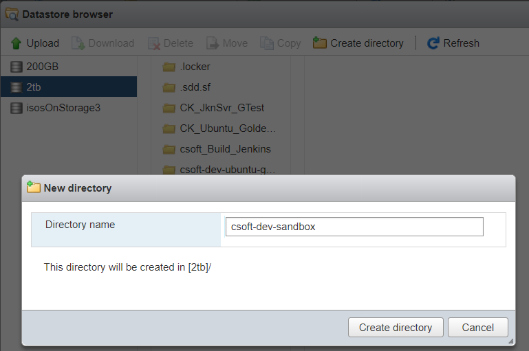 Datastore browser
Upload Download Delete Move Copy Create directory Refresh
200GB
2tb
isosOnStorage3
.locker
.sdd.sf
CK_JknSvr_GTest
CK_Ubuntu_Golde...
csoft_Build_Jenkins
csoft-dev-ubuntu-g...
New directory
Directory name
csoft-dev-sandbox
This directory will be created in [2tb]/
Create directory Cancel